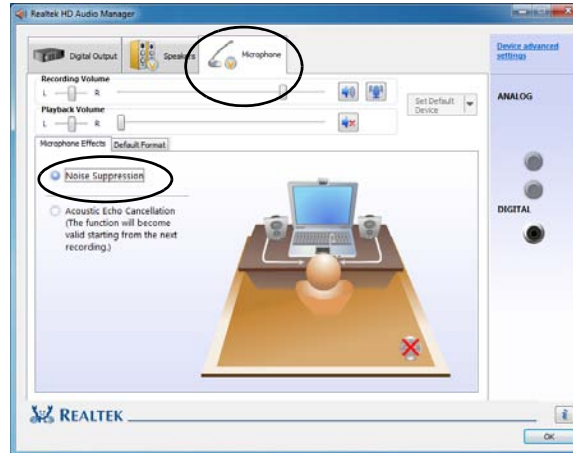 Realtek HD Audio Manager
Digital Output
Speakers
Microphone
Device advanced
settings
Recording Volume
L
R
Set Default
Device
ANALOG
Playback Volume
L
R
Microphone Effects
Default Format
Noise Suppression
Acoustic Echo Cancellation
(The function will become
valid starting from the next
recording.)
DIGITAL
REALTEK
i
OK